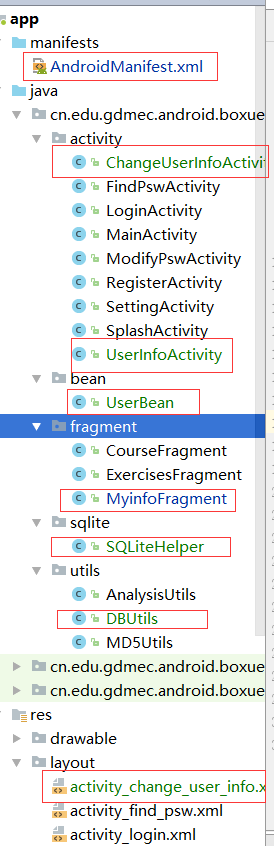 app
manifests
AndroidManifest.xml
java
cn.edu.gdmec.android.boxue
activity
ChangeUserInfoActivit
FindPswActivity
LoginActivity
MainActivity
ModifyPswActivity
RegisterActivity
SettingActivity
SplashActivity
UserInfoActivity
bean
UserBean
fragment
CourseFragment
ExercisesFragment
MyinfoFragment
sqlite
SQLiteHelper
utils
AnalysisUtils
DBUtils
MD5Utils
cn.edu.gdmec.android.boxue
cn.edu.gdmec.android.boxue
res
drawable
layout
activity_change_user_info.x
activity_find_psw.xml
activity_login.xml